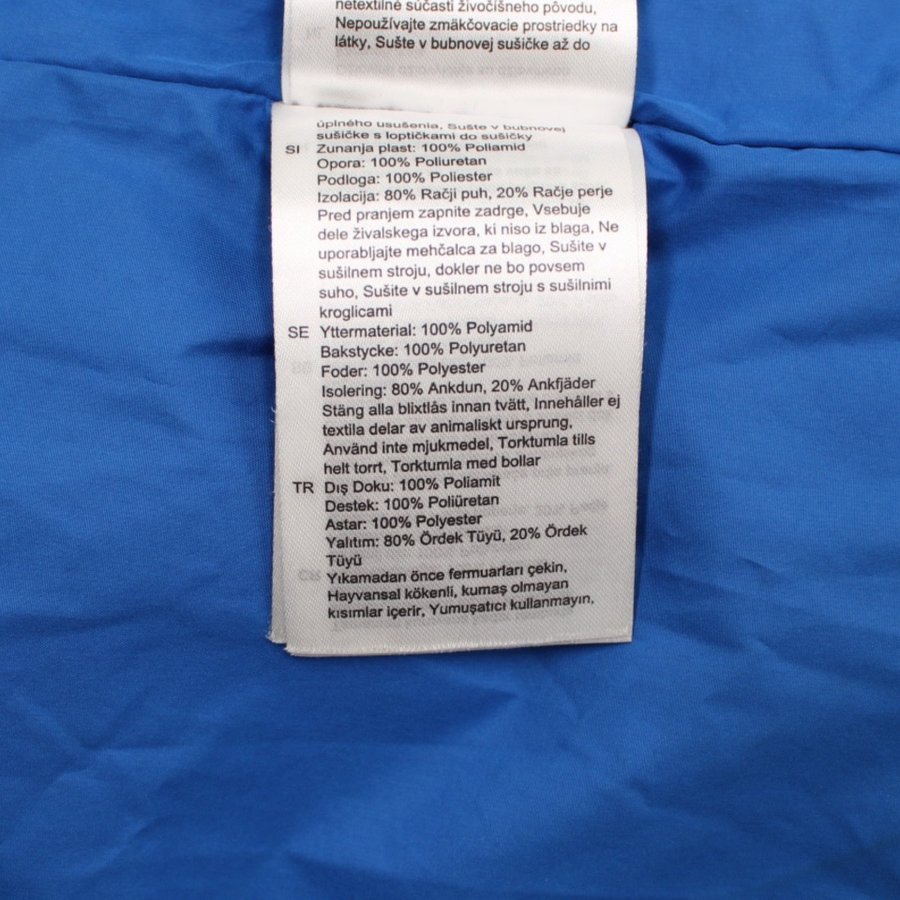 netextilné súčasti živočíšneho pôvodu,
Nepoužívajte zmäkčovacie prostriedky na
látky, Sušte v bubnovej sušičke až do
úplného usušenia, Sušte v bubnovej
sušičke s loptičkami do sušičky
SI Zunanja plast: 100% Poliamid
Opora: 100% Poliuretan
Podloga: 100% Poliester
Izolacija: 80% Račji puh, 20% Račje perje
Pred pranjem zapnite zadrge, Vsebuje
dele živalskega izvora, ki niso iz blaga, Ne
uporabljajte mehčalca za blago, Sušite v
sušilnem stroju, dokler ne bo povsem
suho, Sušite v sušilnem stroju s sušilnimi
kroglicami
SE Yttermaterial: 100% Polyamid
Bakstycke: 100% Polyuretan
Foder: 100% Polyester
Isolering: 80% Ankdun, 20% Ankfjäder
Stäng alla blixtlås innan tvätt, Innehåller ej
textila delar av animaliskt ursprung,
Använd inte mjukmedel, Torktumla tills
helt torrt, Torktumla med bollar
TR Dış Doku: 100% Poliamit
Destek: 100% Poliüretan
Astar: 100% Polyester
Yalıtım: 80% Ördek Tüyü, 20% Ördek
Tüyü
Yıkamadan önce fermuarları çekin,
Hayvansal kökenli, kumaş olmayan
kısımlar içerir, Yumuşatıcı kullanmayın,